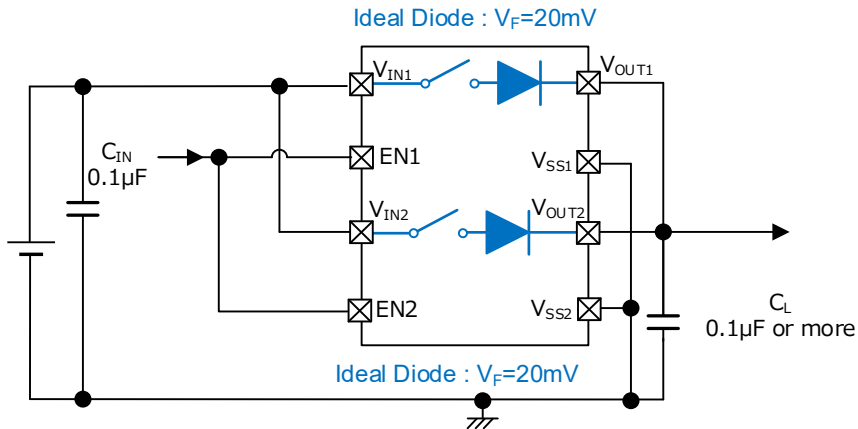 Ideal Diode : VF=20mV
VIN1
VOUT1
CIN
0.1µF
EN1
VSS1
VIN2
VOUT2
EN2
VSS2
CL
0.1µF or more
Ideal Diode : VF=20mV